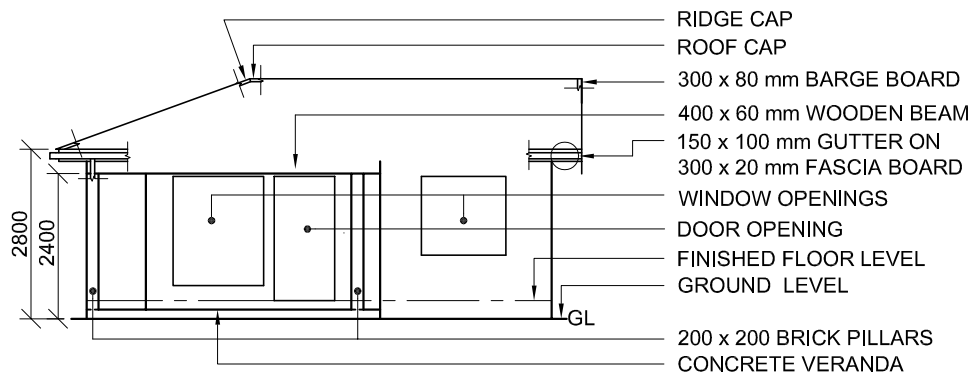 RIDGE CAP
ROOF CAP
300 x 80 mm BARGE BOARD
400 x 60 mm WOODEN BEAM
150 x 100 mm GUTTER ON
300 x 20 mm FASCIA BOARD
WINDOW OPENINGS
DOOR OPENING
FINISHED FLOOR LEVEL
GROUND LEVEL
2800
2400
GL
200 x 200 BRICK PILLARS
CONCRETE VERANDA